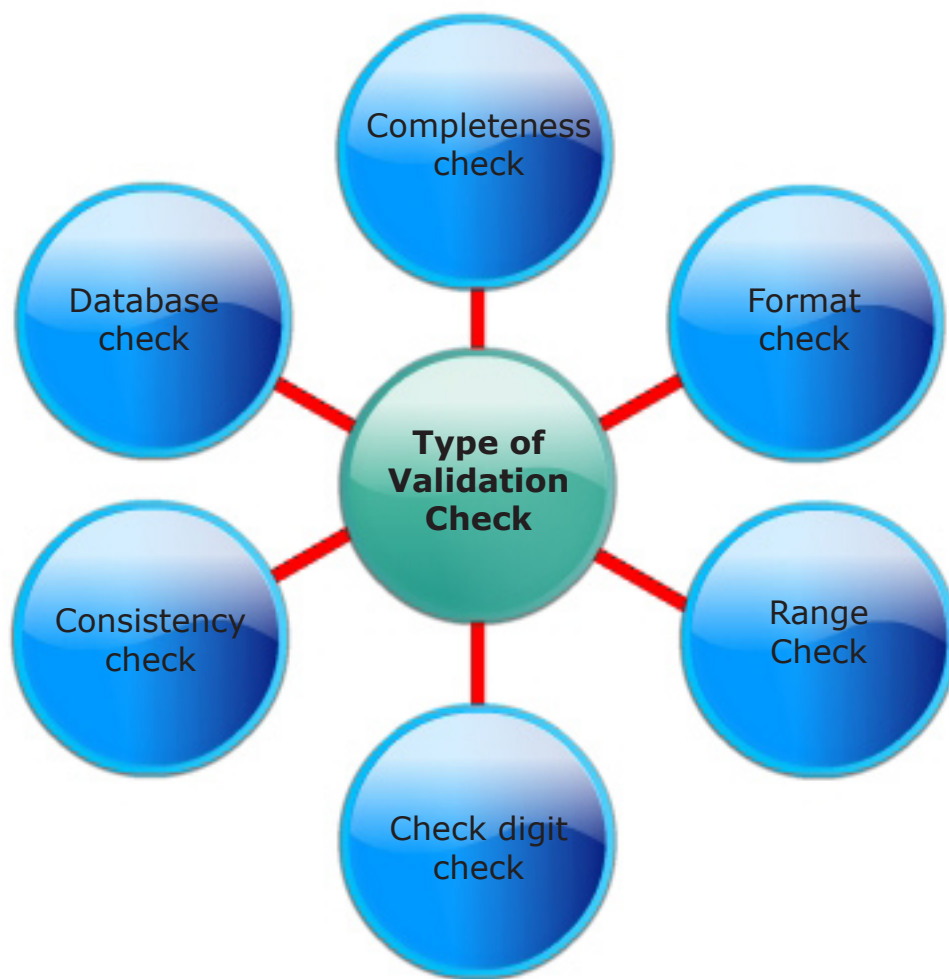 Completeness
check
Database
check
Format
check
Type of
Validation
Check
Consistency
check
Range
Check
Check digit
check